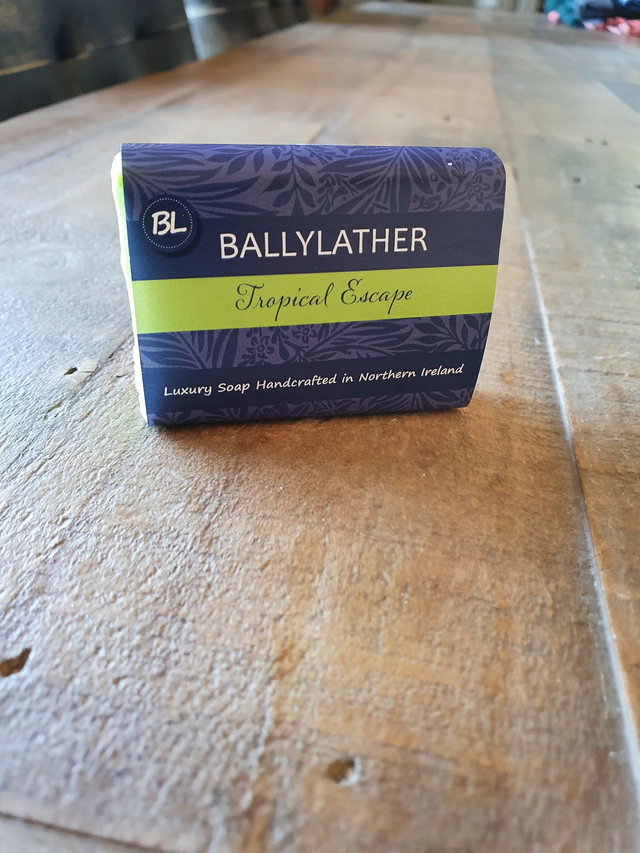 BL
BALLYLATHER
Tropical Escape
Luxury Soap Handcrafted in Northern Ireland